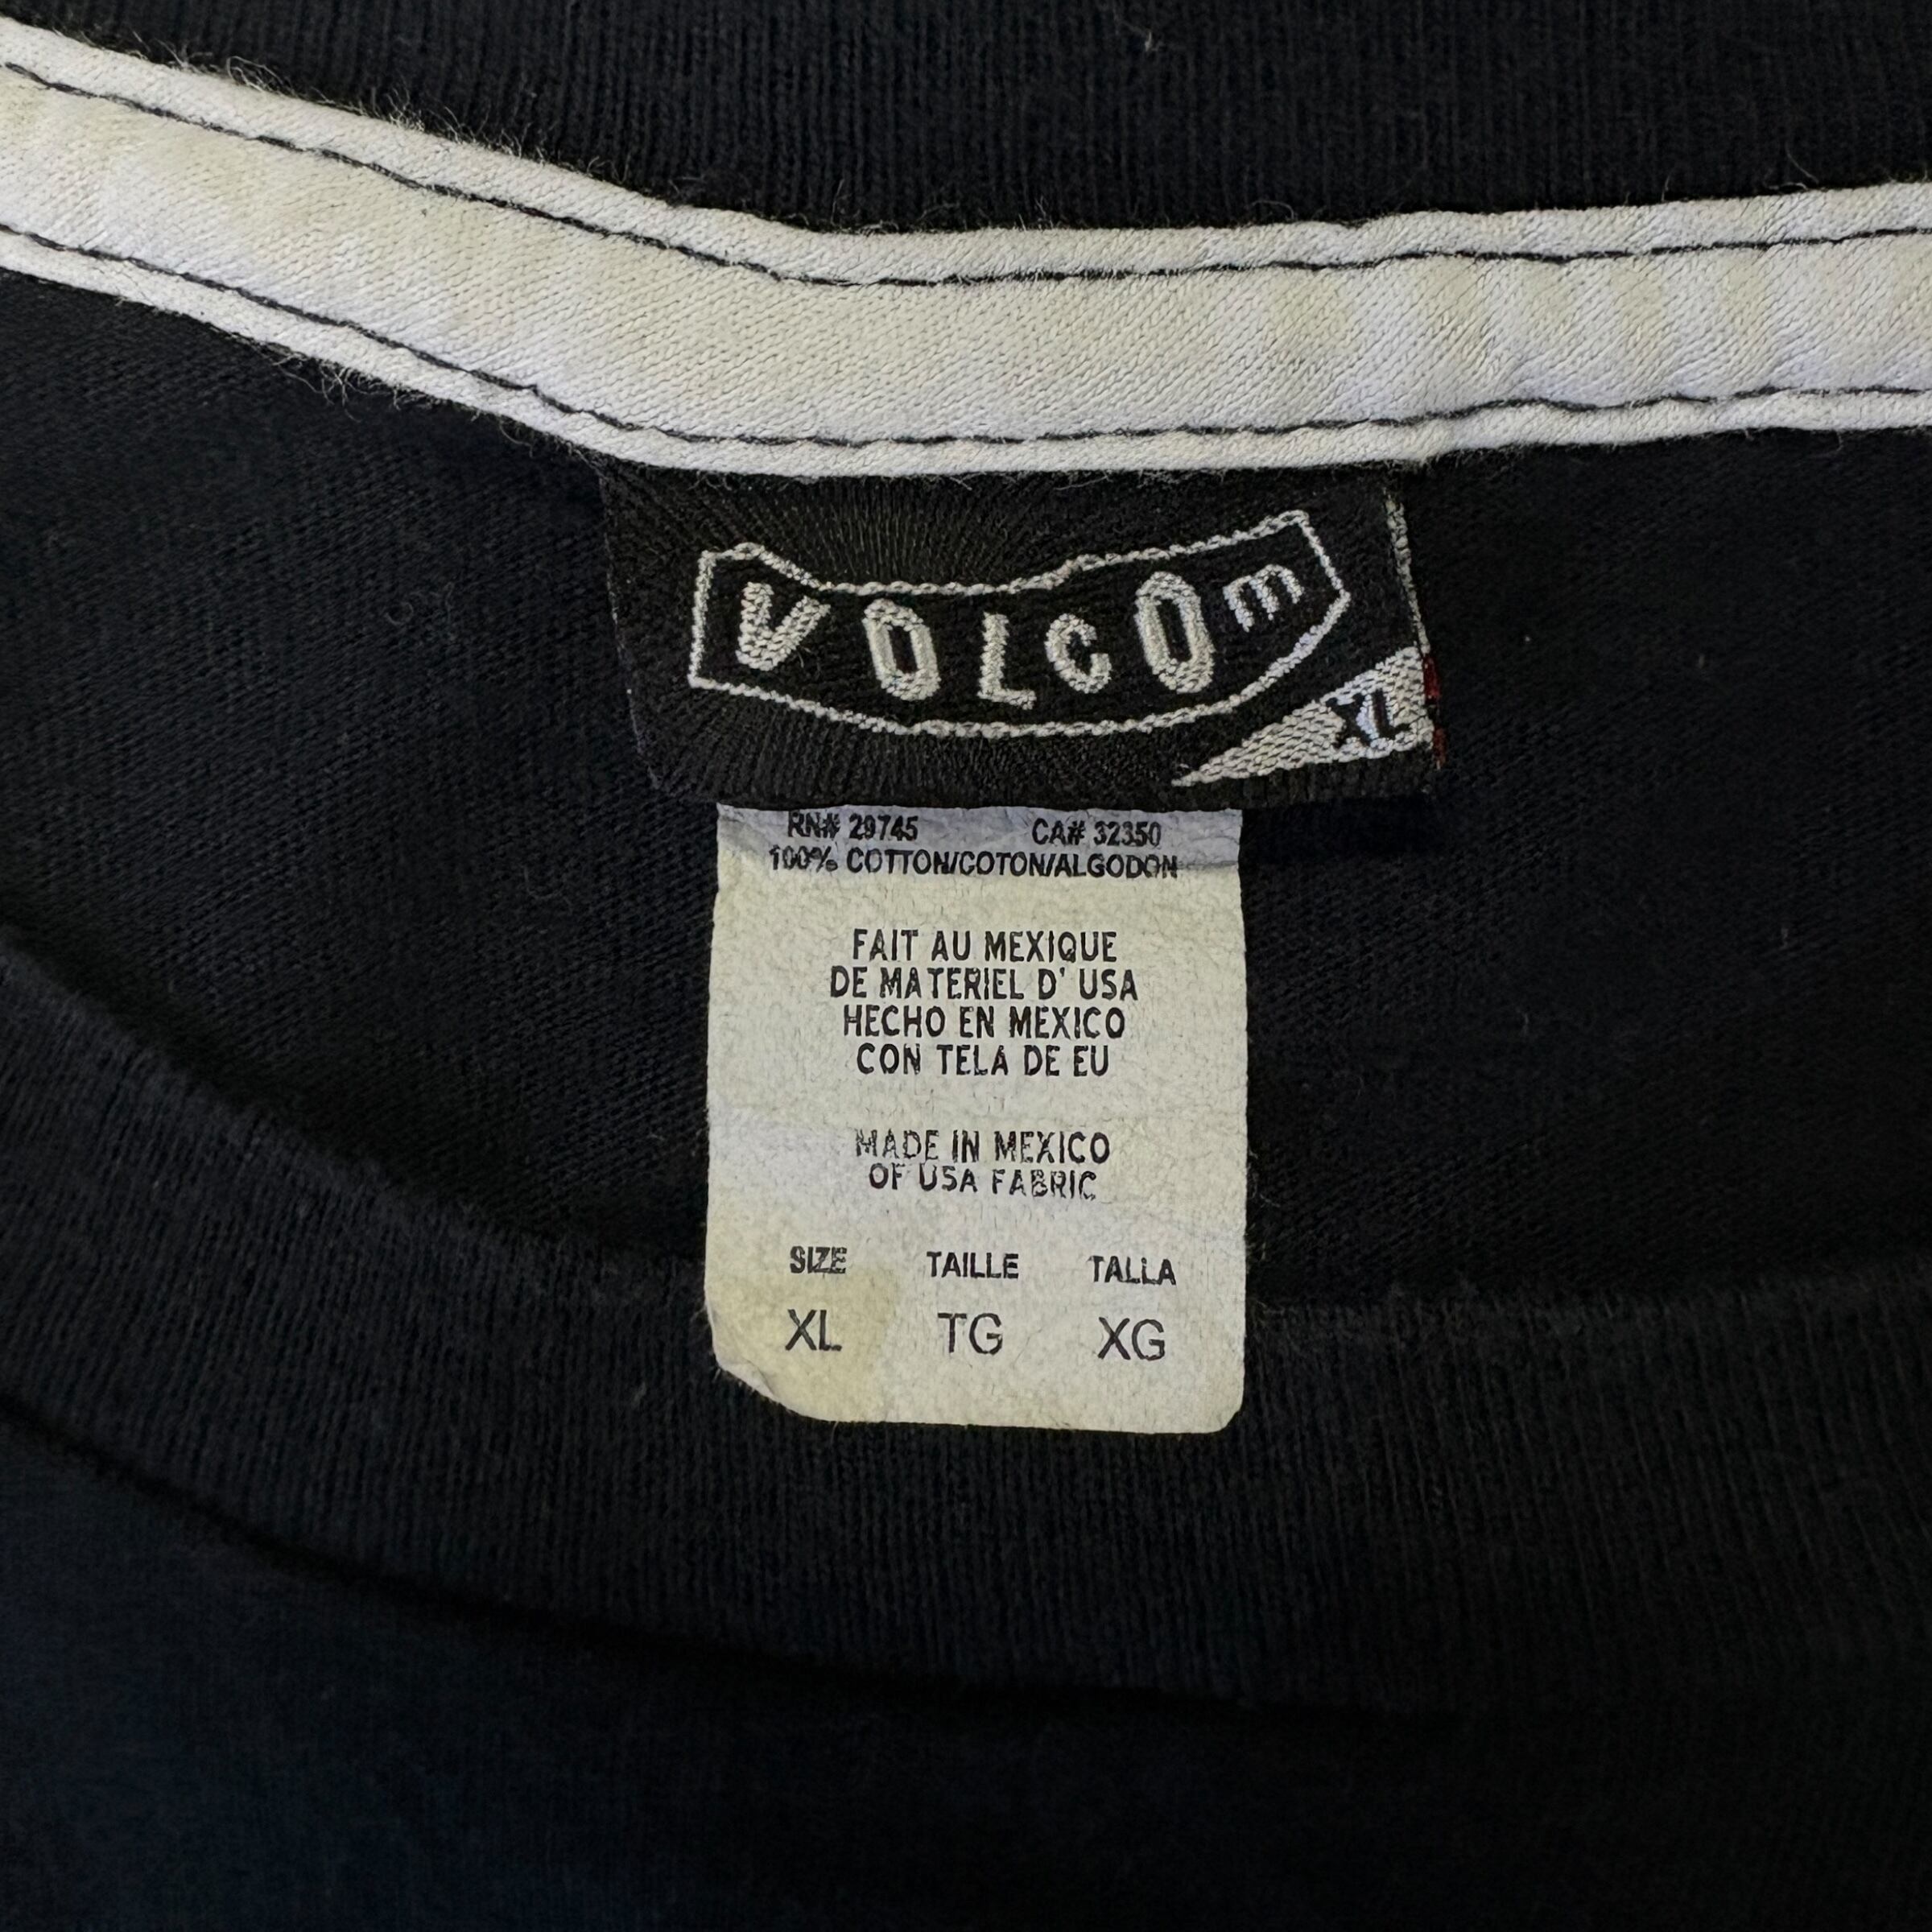 VOLCOm
XL
RN# 29745 CA# 32350
100% COTTON/COTON/ALGODON
FAIT AU MEXIQUE
DE MATERIEL D' USA
HECHO EN MEXICO
CON TELA DE EU
MADE IN MEXICO
OF USA FABRIC
SIZE TAILLE TALLA
XL TG XG